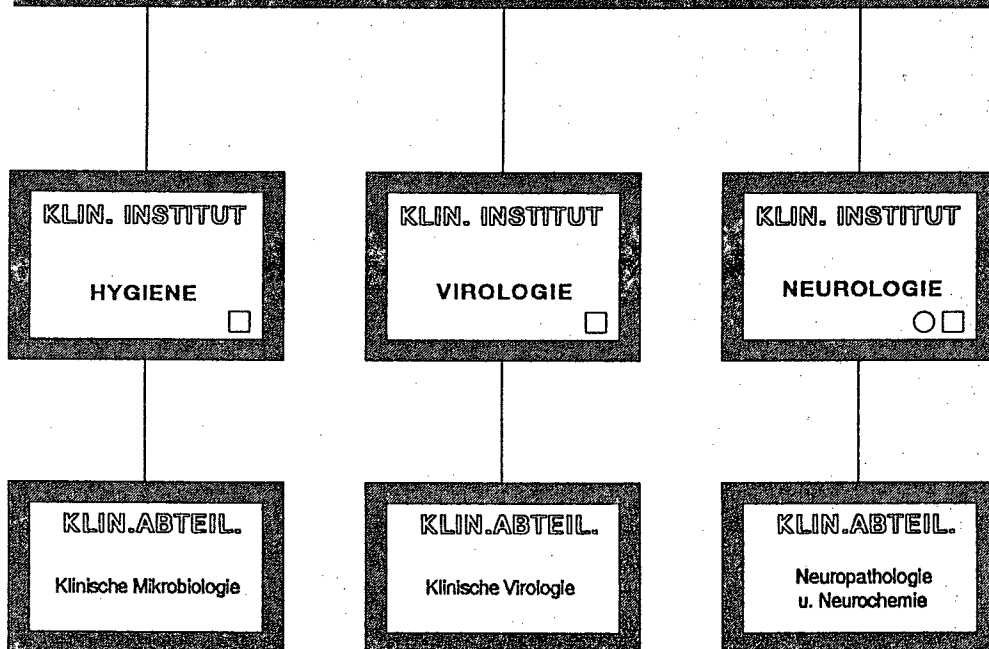 KLIN. INSTITUT
HYGIENE
KLIN. INSTITUT
VIROLOGIE
KLIN. INSTITUT
NEUROLOGIE
KLIN.ABTEIL.
Klinische Mikrobiologie
KLIN.ABTEIL.
Klinische Virologie
KLIN.ABTEIL.
Neuropathologie
u. Neurochemie